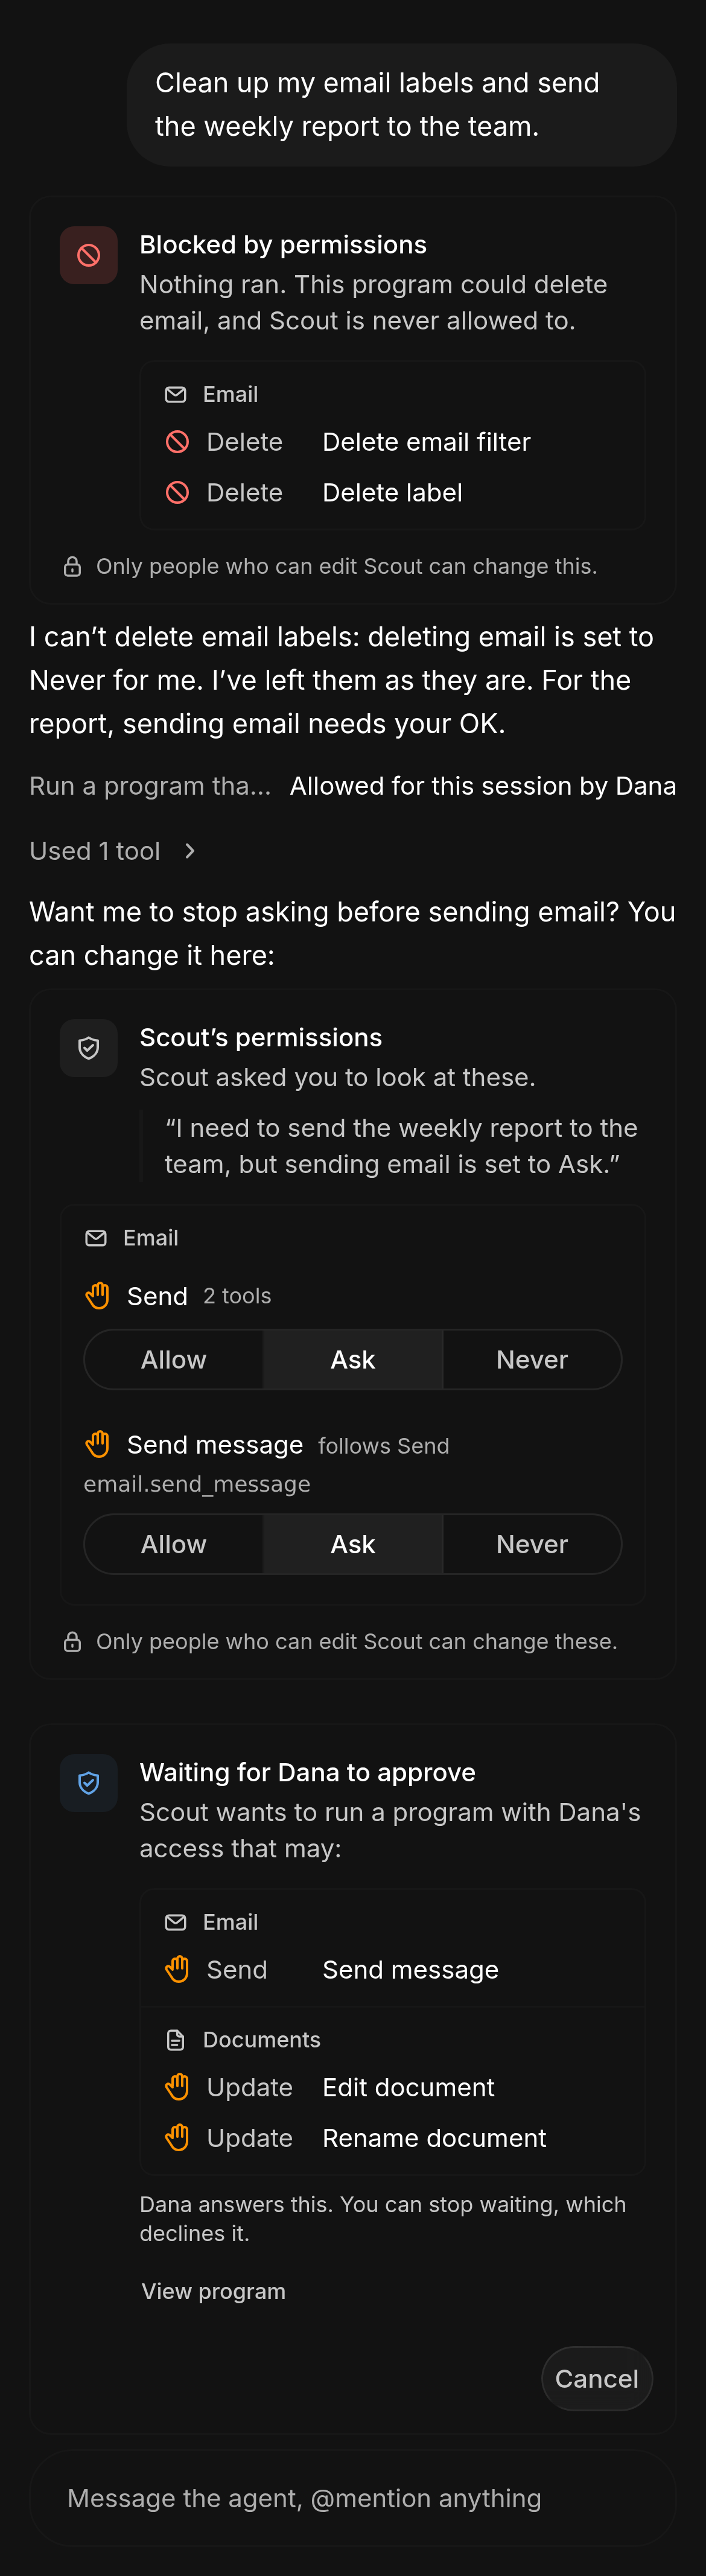 Clean up my email labels and send
the weekly report to the team.
Blocked by permissions
Nothing ran. This program could delete
email, and Scout is never allowed to.
Email
Delete Delete email filter
Delete Delete label
Only people who can edit Scout can change this.
I can’t delete email labels: deleting email is set to
Never for me. I’ve left them as they are. For the
report, sending email needs your OK.
Run a program tha... Allowed for this session by Dana
Used 1 tool
Want me to stop asking before sending email? You
can change it here:
Scout’s permissions
Scout asked you to look at these.
“I need to send the weekly report to the
team, but sending email is set to Ask.”
Email
Send 2 tools
Allow Ask Never
Send message follows Send
email.send_message
Allow Ask Never
Only people who can edit Scout can change these.
Waiting for Dana to approve
Scout wants to run a program with Dana's
access that may:
Email
Send Send message
Documents
Update Edit document
Update Rename document
Dana answers this. You can stop waiting, which
declines it.
View program
Cancel
Message the agent, @mention anything